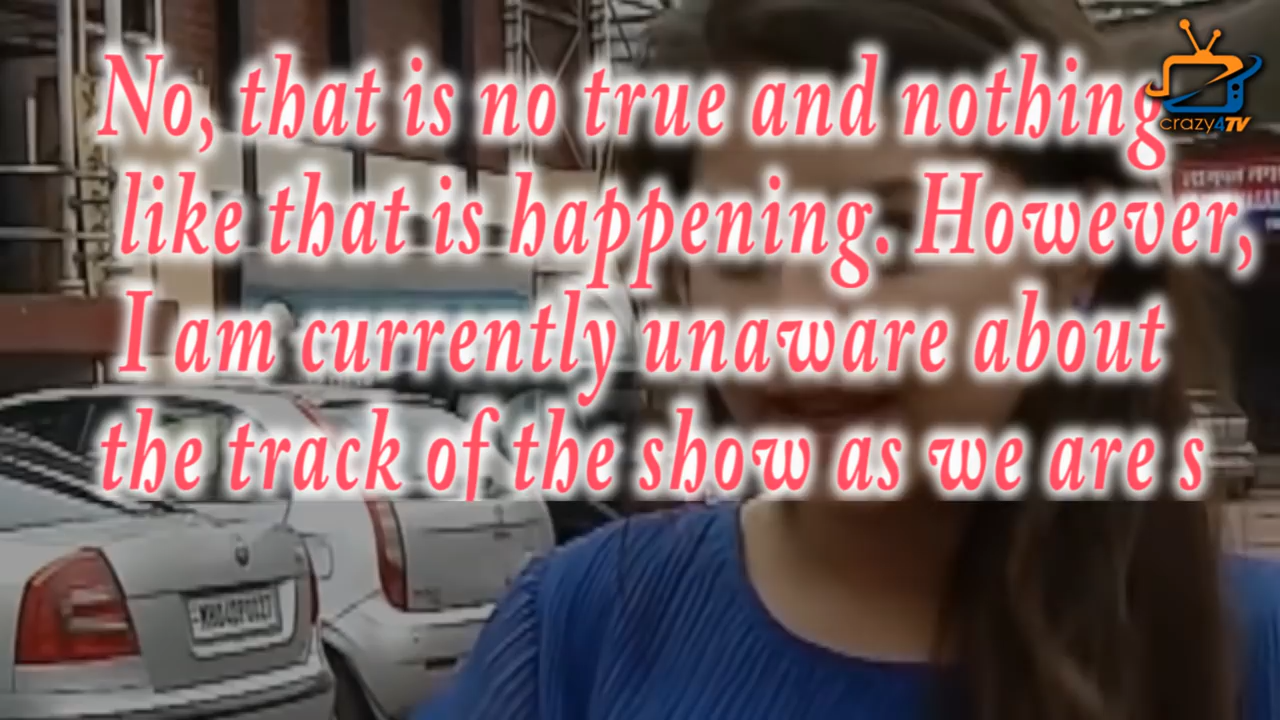 No, that is no true and nothing
like that is happening. However,
I am currently unaware about
the track of the show as we are s
crazy4TV